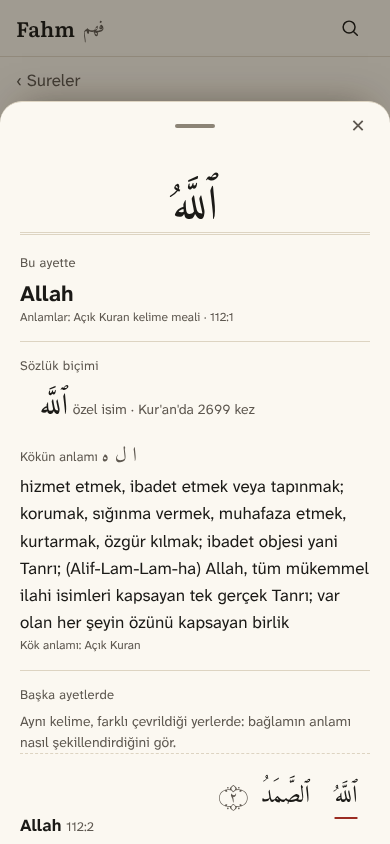 Fahm فهم
‹ Sureler
×
ٱللَّهُ
Bu ayette
Allah
Anlamlar: Açık Kuran kelime meali · 112:1
Sözlük biçimi
ٱللَّه özel isim · Kur'an'da 2699 kez
Kökün anlamı ا ل ه
hizmet etmek, ibadet etmek veya tapınmak;
korumak, sığınma vermek, muhafaza etmek,
kurtarmak, özgür kılmak; ibadet objesi yani
Tanrı; (Alif-Lam-Lam-ha) Allah, tüm mükemmel
ilahi isimleri kapsayan tek gerçek Tanrı; var
olan her şeyin özünü kapsayan birlik
Kök anlamı: Açık Kuran
Başka ayetlerde
Aynı kelime, farklı çevrildiği yerlerde: bağlamın anlamı
nasıl şekillendirdiğini gör.
ٱللَّهُ ٱلصَّمَدُ ٢
Allah 112:2